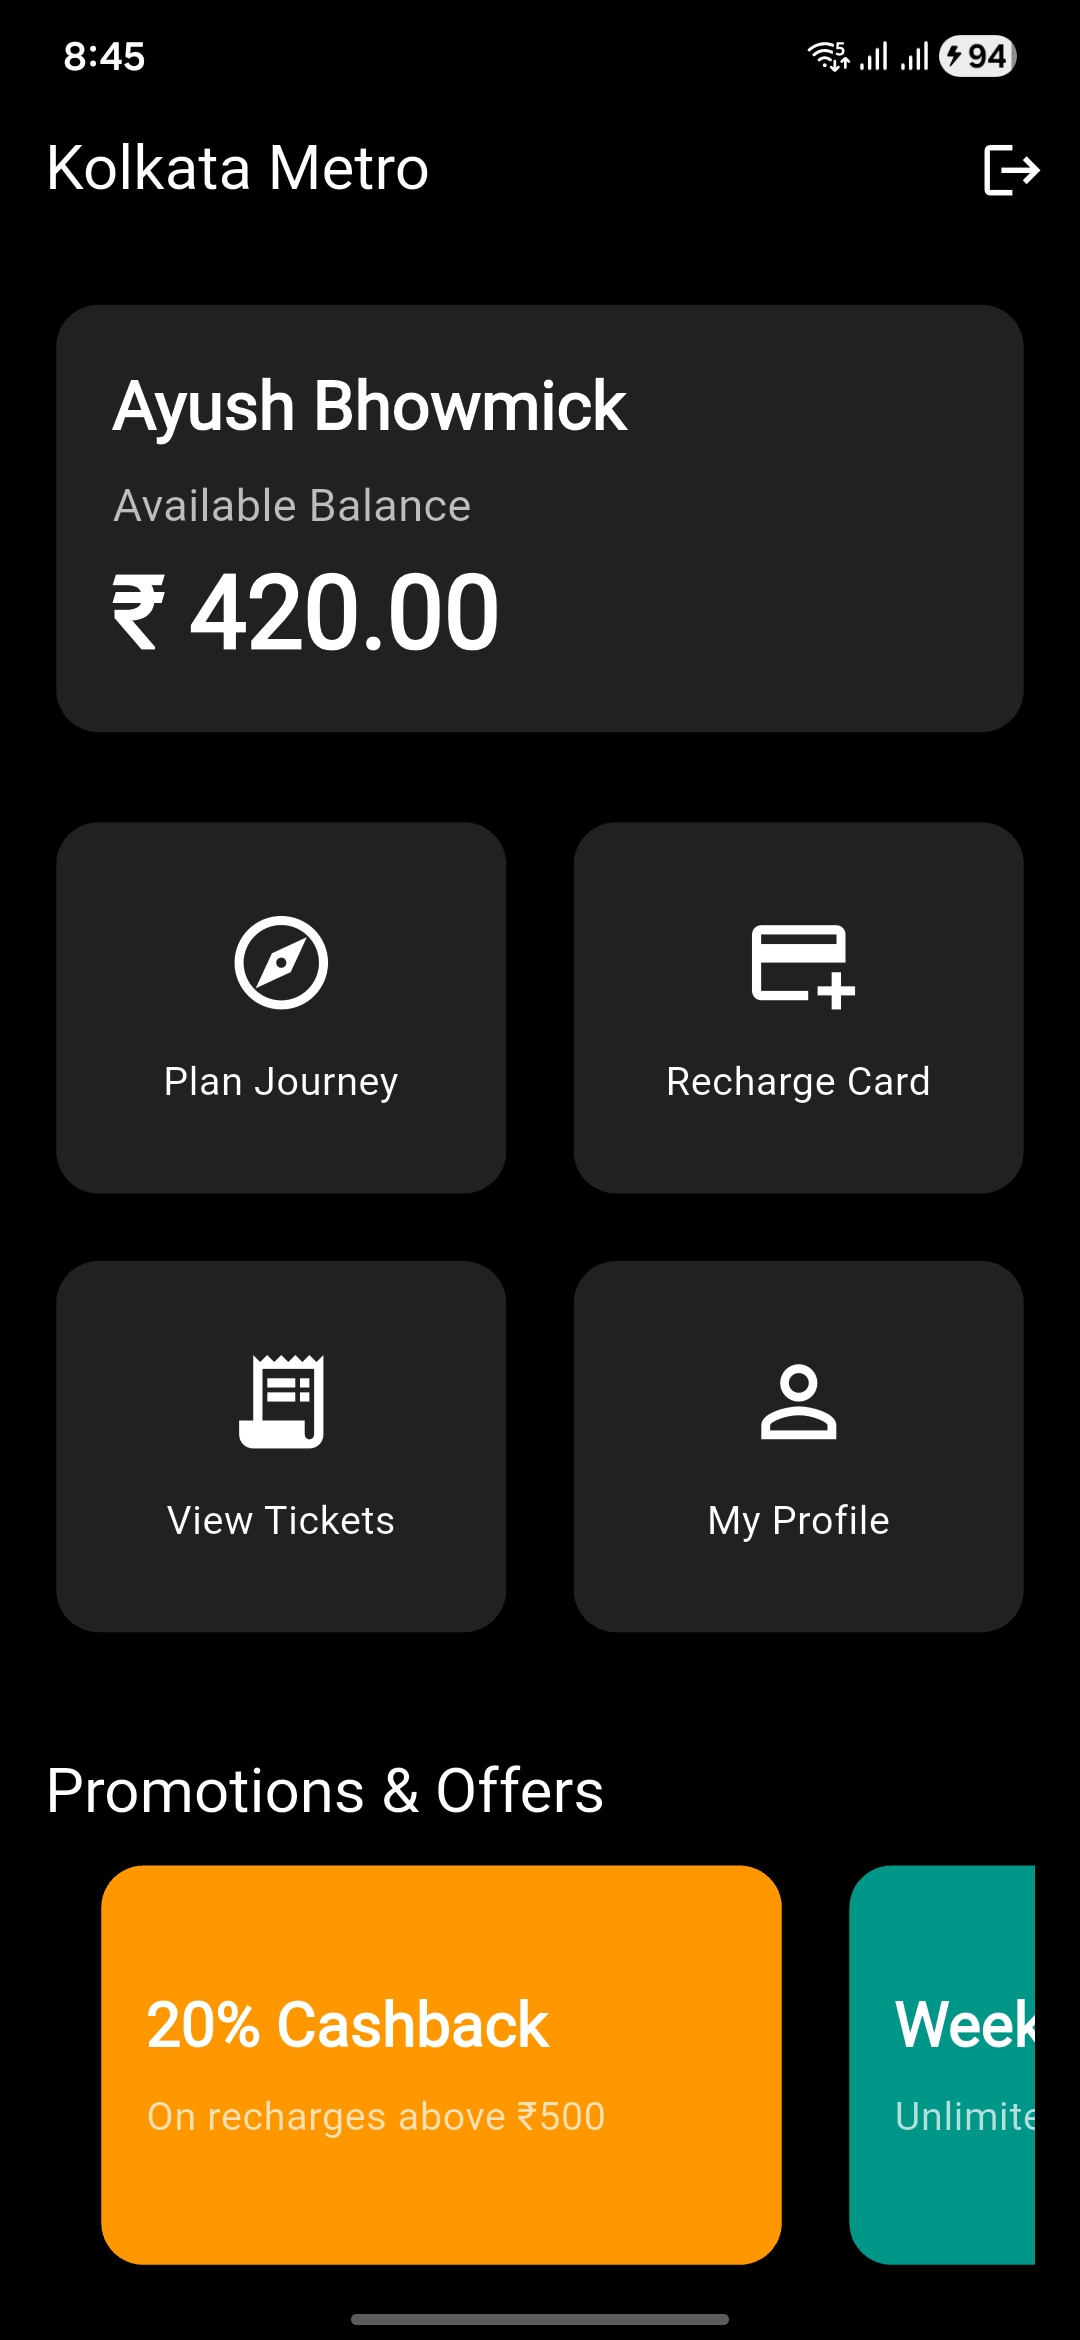 8:45
5
94
Kolkata Metro
Ayush Bhowmick
Available Balance
₹ 420.00
Plan Journey
Recharge Card
View Tickets
My Profile
Promotions & Offers
20% Cashback
On recharges above ₹500
Week
Unlimite